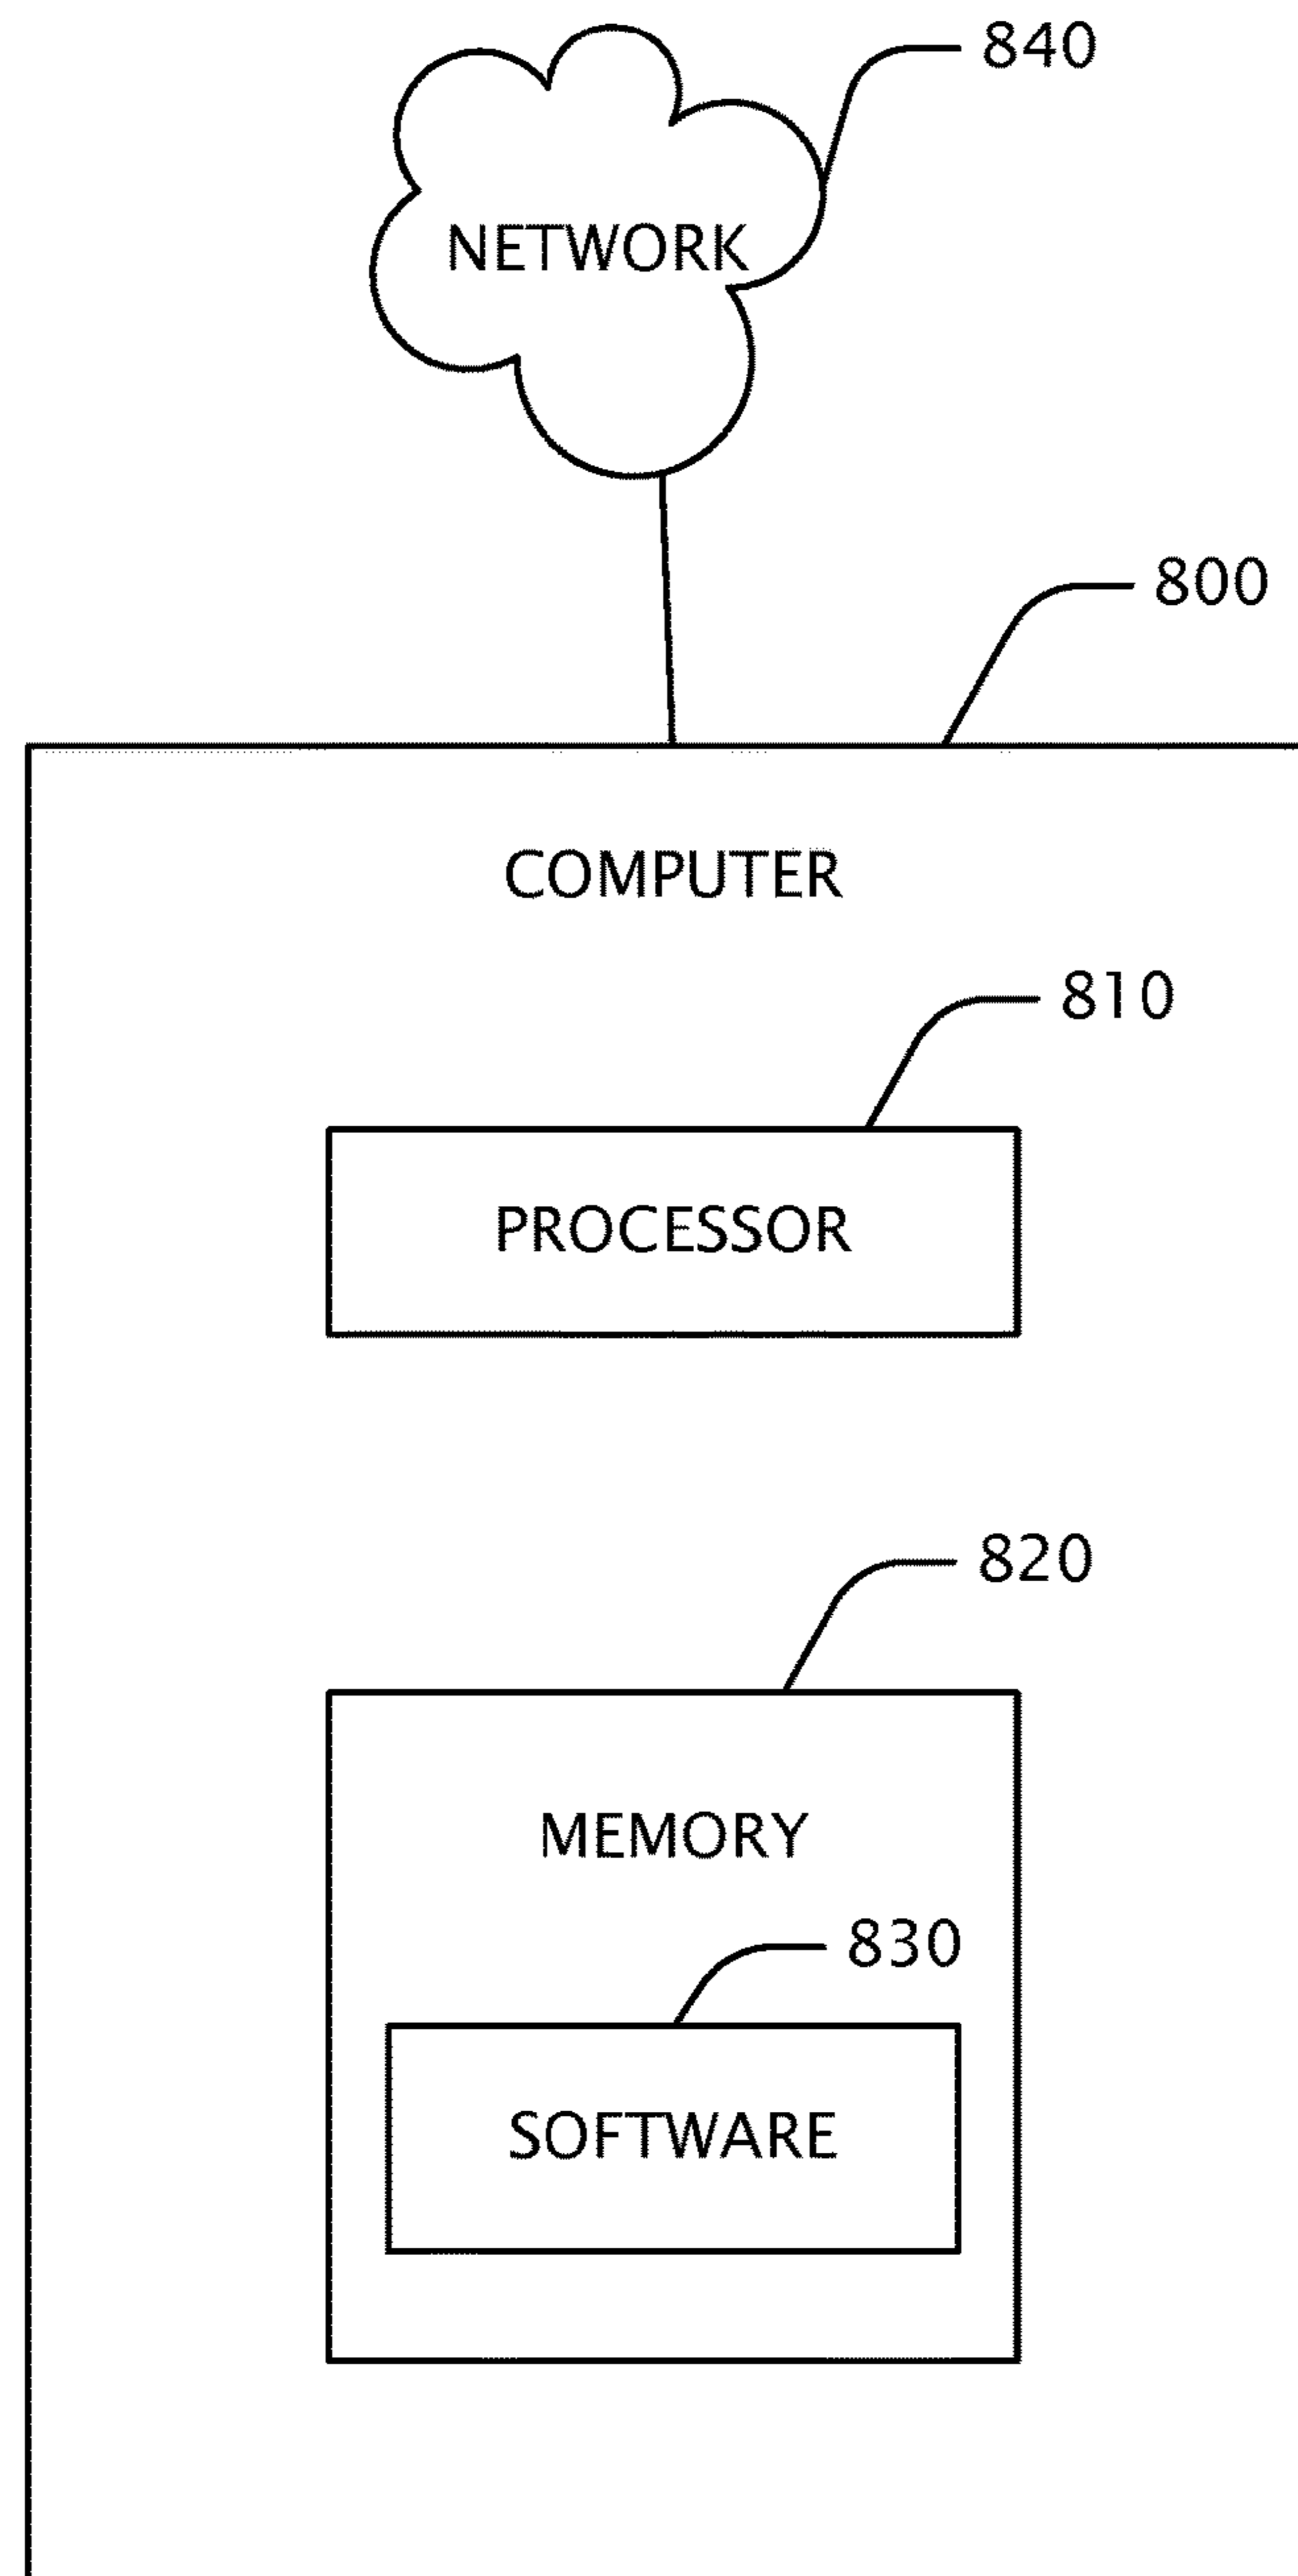 840
NETWORK
800
COMPUTER
810
PROCESSOR
820
MEMORY
830
SOFTWARE